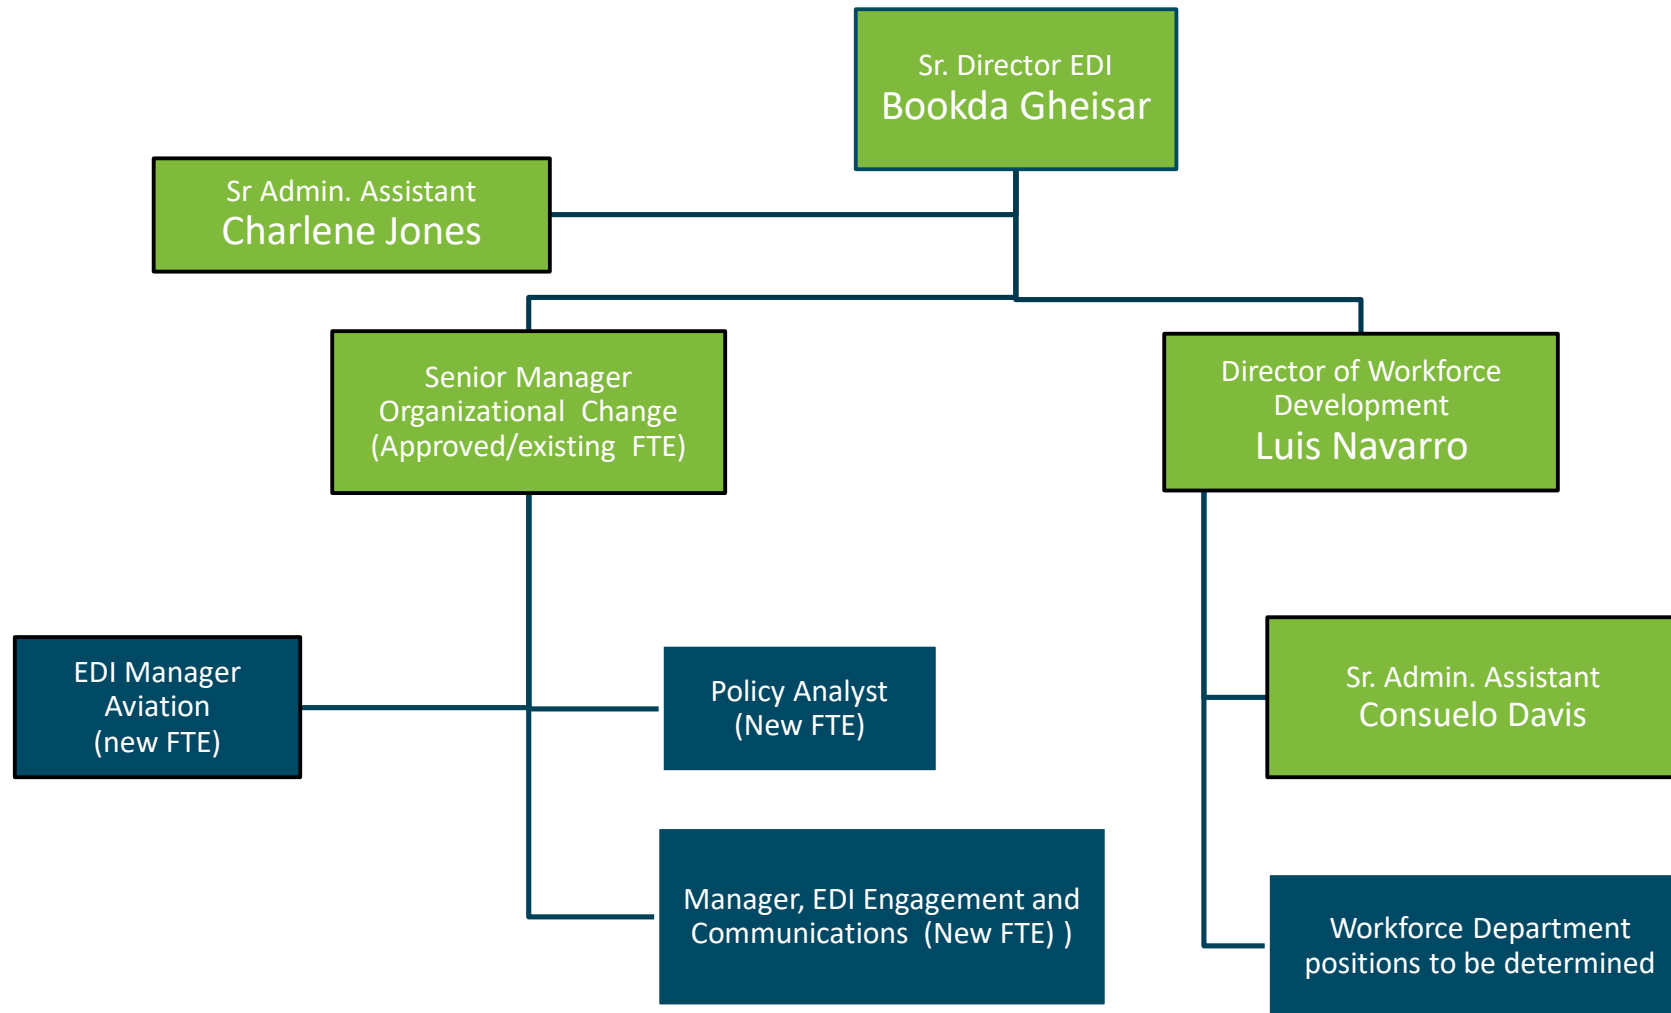 Sr. Director EDI
Bookda Gheisar
Sr Admin. Assistant
Charlene Jones
Senior Manager
Organizational  Change
(Approved/existing  FTE)
Director of Workforce
Development
Luis Navarro
EDI Manager
Aviation
(new FTE)
Policy Analyst
(New FTE)
Sr. Admin. Assistant
Consuelo Davis
Manager, EDI Engagement and
Communications  (New FTE) )
Workforce Department
positions to be determined